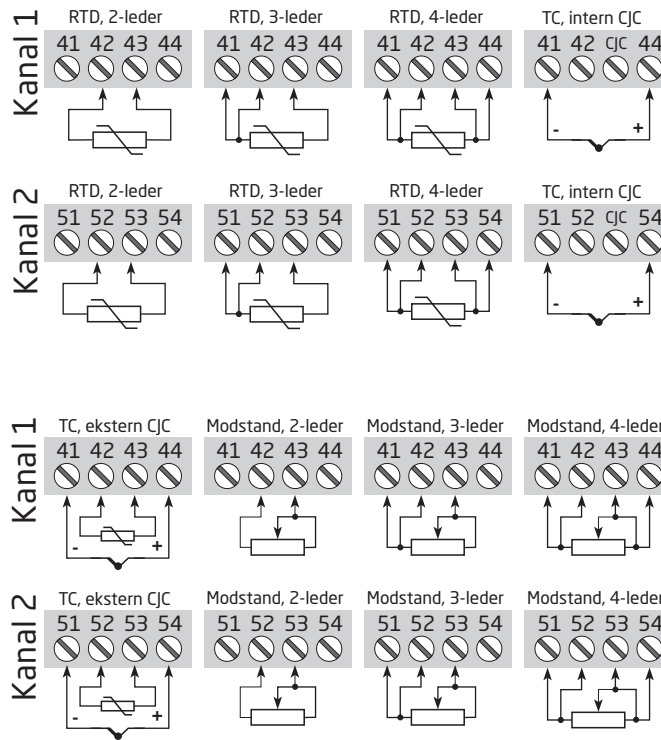 Kanal 1
RTD, 2-leder
41 42 43 44
RTD, 3-leder
41 42 43 44
RTD, 4-leder
41 42 43 44
TC, intern CJC
41 42 CJC 44
- +
Kanal 2
RTD, 2-leder
51 52 53 54
RTD, 3-leder
51 52 53 54
RTD, 4-leder
51 52 53 54
TC, intern CJC
51 52 CJC 54
- +
Kanal 1
TC, ekstern CJC
41 42 43 44
- +
Modstand, 2-leder
41 42 43 44
Modstand, 3-leder
41 42 43 44
Modstand, 4-leder
41 42 43 44
Kanal 2
TC, ekstern CJC
51 52 53 54
- +
Modstand, 2-leder
51 52 53 54
Modstand, 3-leder
51 52 53 54
Modstand, 4-leder
51 52 53 54